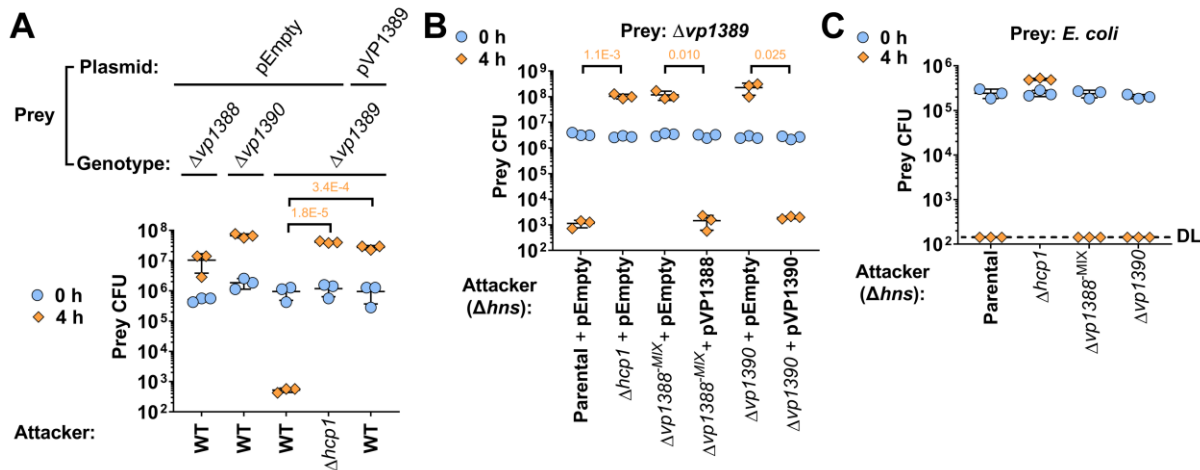 A
Plasmid:
pEmpty
pVP1389
Prey
Genotype:
Δvp1388
Δvp1390
Δvp1389
0 h
4 h
3.4E-4
1.8E-5
Prey CFU
10⁸
10⁷
10⁶
10⁵
10⁴
10³
10²
Attacker:
WT
WT
WT
Δhcp1
WT
B
0 h
4 h
Prey: Δvp1389
1.1E-3
0.010
0.025
Prey CFU
10⁹
10⁸
10⁷
10⁶
10⁵
10⁴
10³
10²
Attacker
(Δhns)
Parental + pEmpty
Δhcp1 + pEmpty
Δvp1388⁻ᴹᴵˣ + pEmpty
Δvp1388⁻ᴹᴵˣ + pVP1388
Δvp1390 + pEmpty
Δvp1390 + pVP1390
C
Prey: E. coli
0 h
4 h
Prey CFU
10⁶
10⁵
10⁴
10³
10²
DL
Attacker
(Δhns)
Parental
Δhcp1
Δvp1388⁻ᴹᴵˣ
Δvp1390